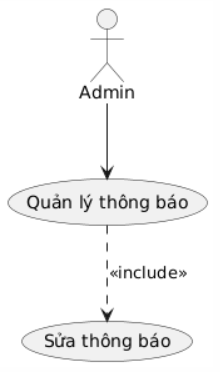 Admin
Quản lý thông báo
«include»
Sửa thông báo